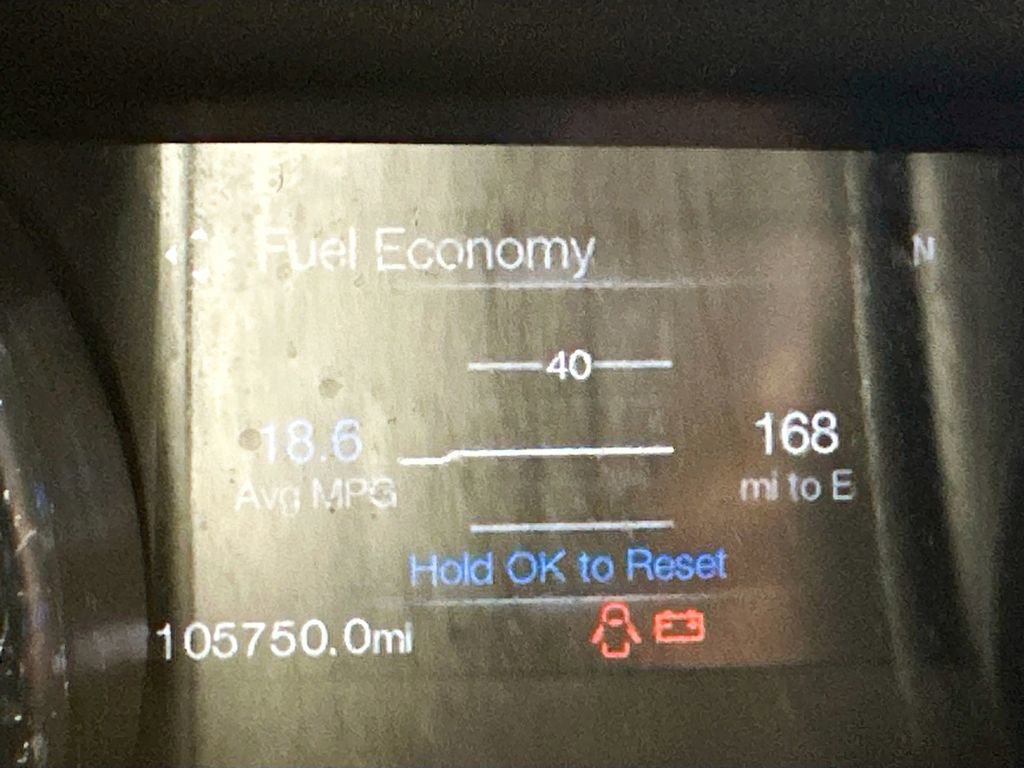 Fuel Economy
N
40
18.6
168
Avg MPG
mi to E
Hold OK to Reset
105750.0mi